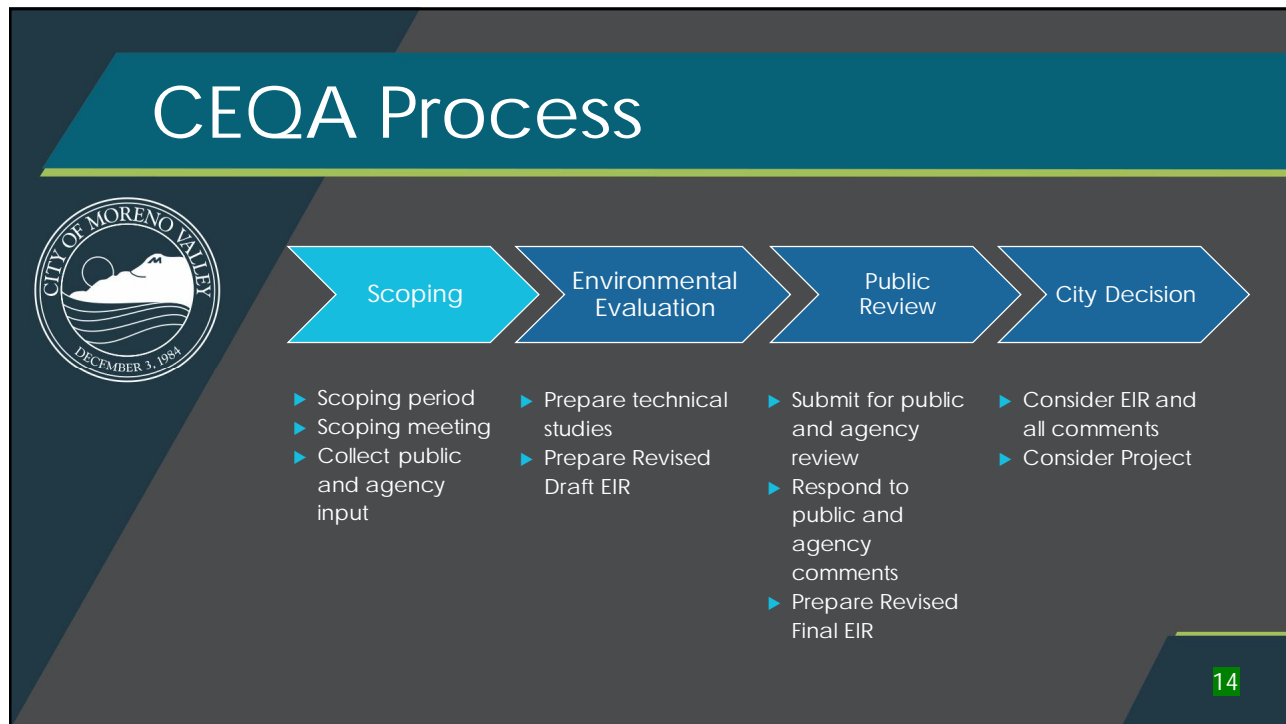 CEQA Process
CITY OF MORENO VALLEY
DECEMBER 3, 1984
Scoping
Environmental
Evaluation
Public
Review
City Decision
Scoping period
Scoping meeting
Collect public
and agency
input
Prepare technical
studies
Prepare Revised
Draft EIR
Submit for public
and agency
review
Respond to
public and
agency
comments
Prepare Revised
Final EIR
Consider EIR and
all comments
Consider Project
14